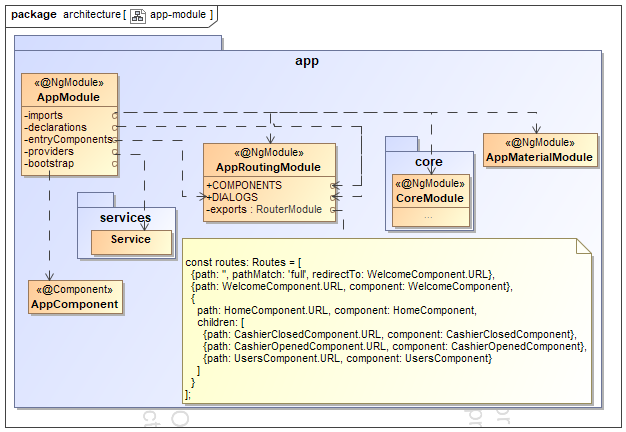 package architecture [ app-module ]
app
«@NgModule»
AppModule
-imports
-declarations
-entryComponents
-providers
-bootstrap
«@NgModule»
AppRoutingModule
+COMPONENTS
+DIALOGS
-exports : RouterModule
core
«@NgModule»
CoreModule
...
«@NgModule»
AppMaterialModule
services
Service
«@Component»
AppComponent
const routes: Routes = [
{path: '', pathMatch: 'full', redirectTo: WelcomeComponent.URL},
{path: WelcomeComponent.URL, component: WelcomeComponent},
{
path: HomeComponent.URL, component: HomeComponent,
children: [
{path: CashierClosedComponent.URL, component: CashierClosedComponent},
{path: CashierOpenedComponent.URL, component: CashierOpenedComponent},
{path: UsersComponent.URL, component: UsersComponent}
]
}
];